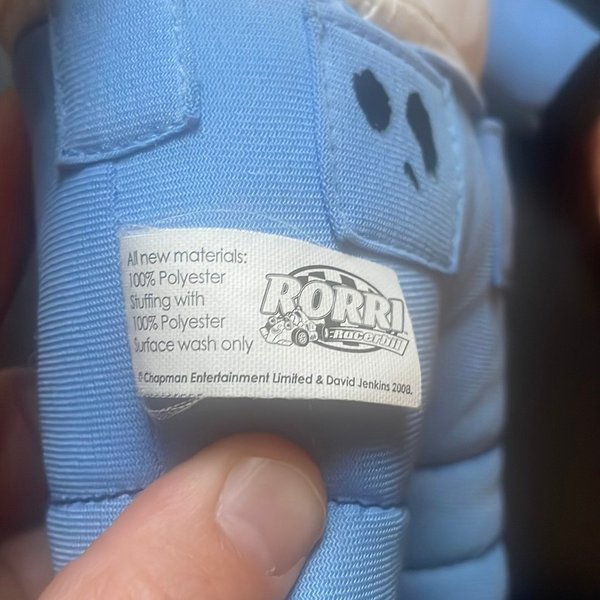 All new materials:
100% Polyester
Stuffing with
100% Polyester
Surface wash only
RORRI
Racerbill
© Chapman Entertainment Limited & David Jenkins 2008.